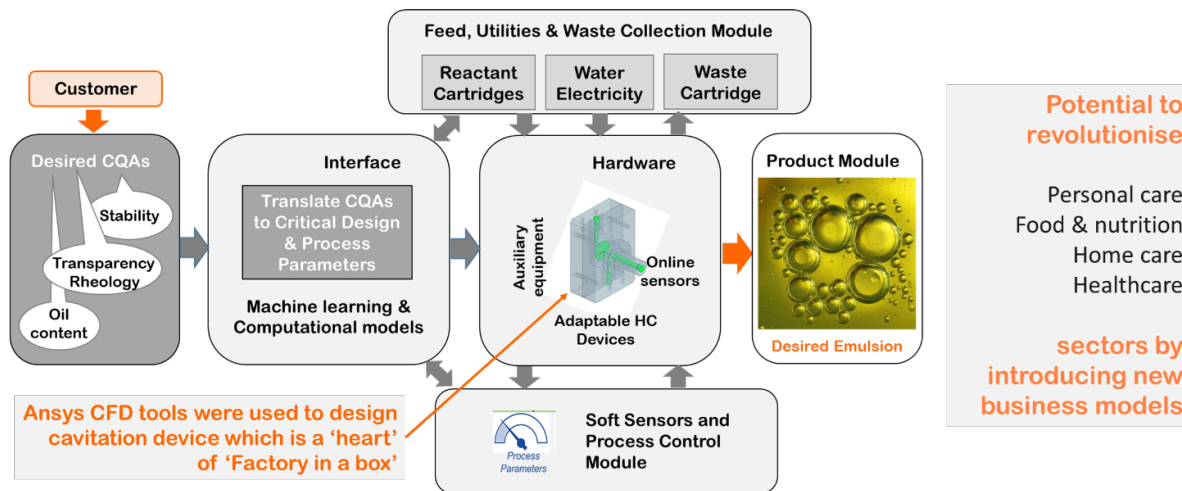 Feed, Utilities & Waste Collection Module
Reactant
Cartridges
Water
Electricity
Waste
Cartridge
Customer
Desired CQAs
Stability
Transparency
Rheology
Oil
content
Interface
Translate CQAs
to Critical Design
& Process
Parameters
Machine learning &
Computational models
Hardware
Auxiliary
equipment
Online
sensors
Adaptable HC
Devices
Product Module
Desired Emulsion
Ansys CFD tools were used to design
cavitation device which is a ‘heart’
of ‘Factory in a box’
Process
Parameters
Soft Sensors and
Process Control
Module
Potential to
revolutionise
Personal care
Food & nutrition
Home care
Healthcare
sectors by
introducing new
business models